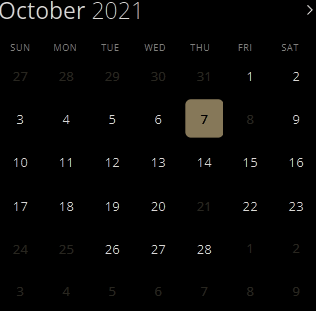 October 2021 >
SUN MON TUE WED THU FRI SAT
27 28 29 30 31 1 2
3 4 5 6 7 8 9
10 11 12 13 14 15 16
17 18 19 20 21 22 23
24 25 26 27 28 1 2
3 4 5 6 7 8 9